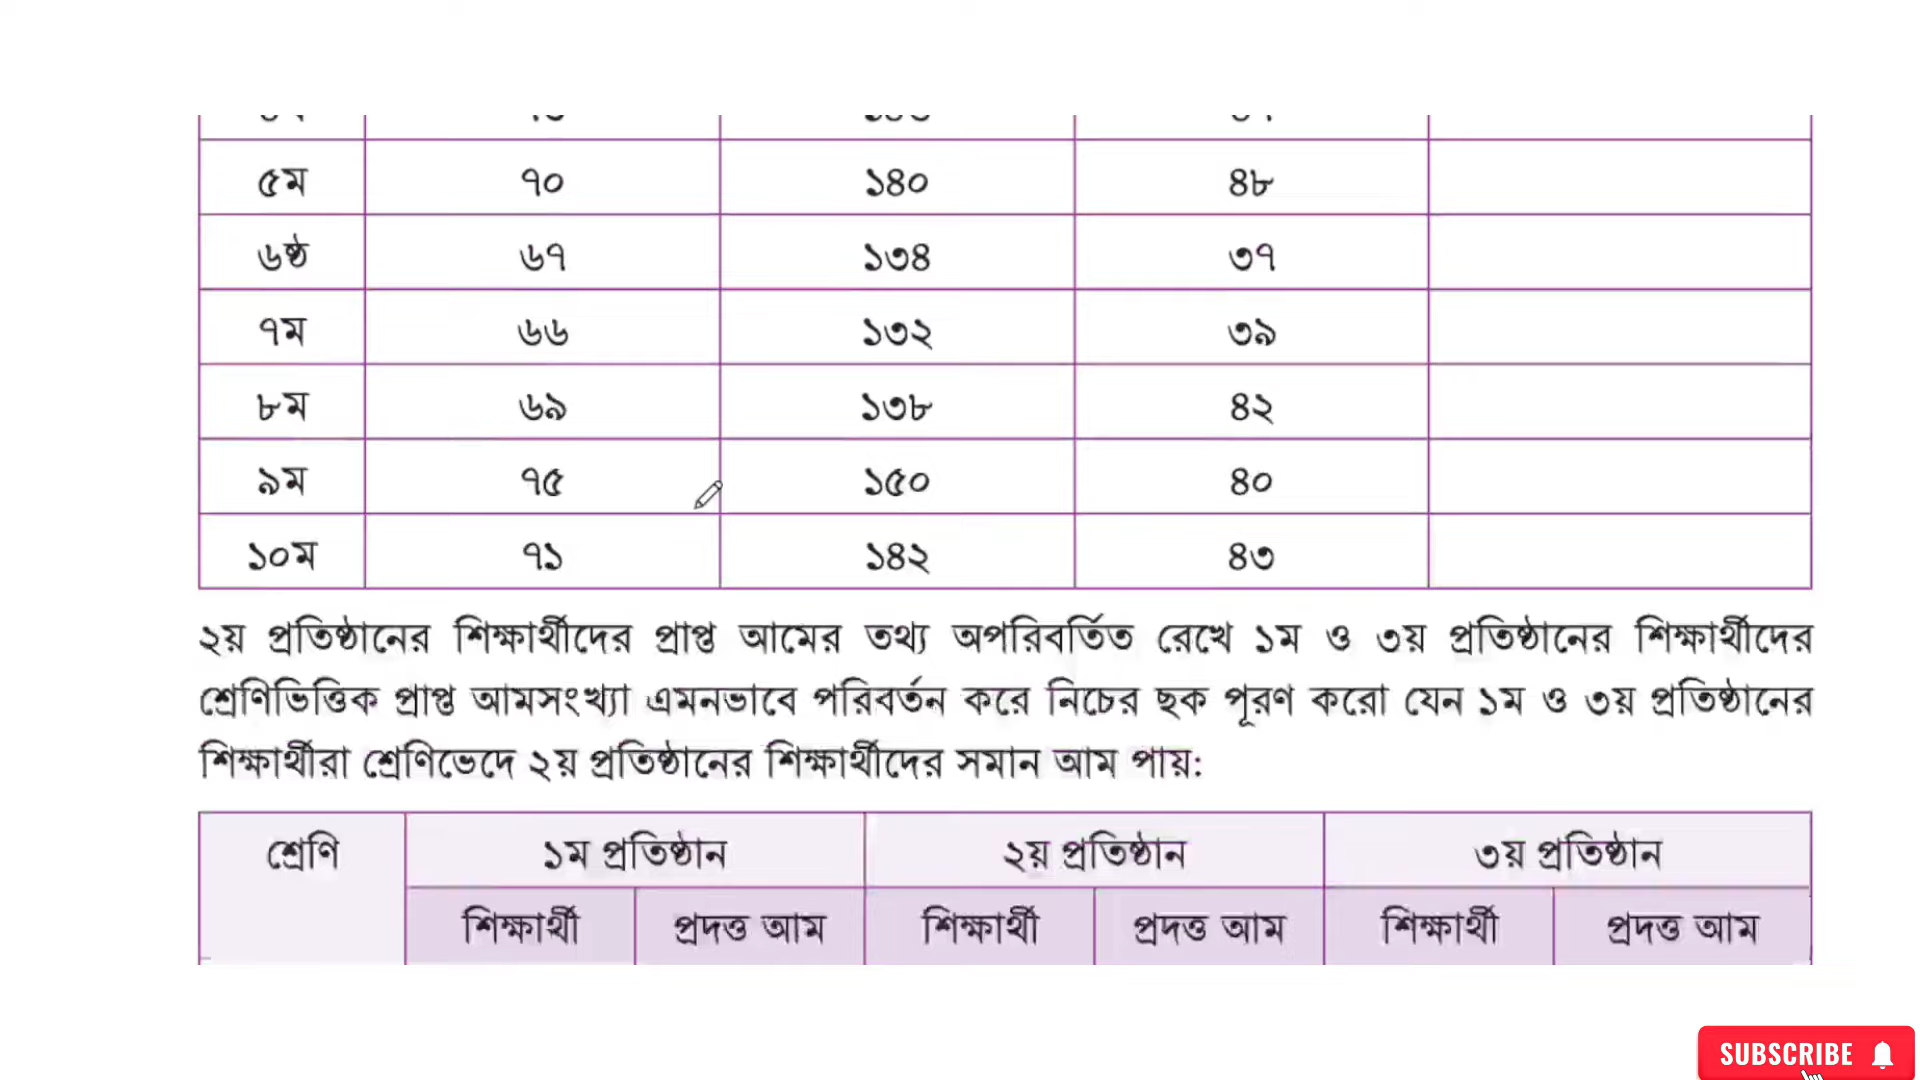 ৫ম ৭০ ১৪০ ৪৮
৬ষ্ঠ ৬৭ ১৩৪ ৩৭
৭ম ৬৬ ১৩২ ৩৯
৮ম ৬৯ ১৩৮ ৪২
৯ম ৭৫ ১৫০ ৪০
১০ম ৭১ ১৪২ ৪৩
২য় প্রতিষ্ঠানের শিক্ষার্থীদের প্রাপ্ত আমের তথ্য অপরিবর্তিত রেখে ১ম ও ৩য় প্রতিষ্ঠানের শিক্ষার্থীদের
শ্রেণিভিত্তিক প্রাপ্ত আমসংখ্যা এমনভাবে পরিবর্তন করে নিচের ছক পূরণ করো যেন ১ম ও ৩য় প্রতিষ্ঠানের
শিক্ষার্থীরা শ্রেণিভেদে ২য় প্রতিষ্ঠানের শিক্ষার্থীদের সমান আম পায়:
শ্রেণি ১ম প্রতিষ্ঠান ২য় প্রতিষ্ঠান ৩য় প্রতিষ্ঠান
শিক্ষার্থী প্রদত্ত আম শিক্ষার্থী প্রদত্ত আম শিক্ষার্থী প্রদত্ত আম
SUBSCRIBE